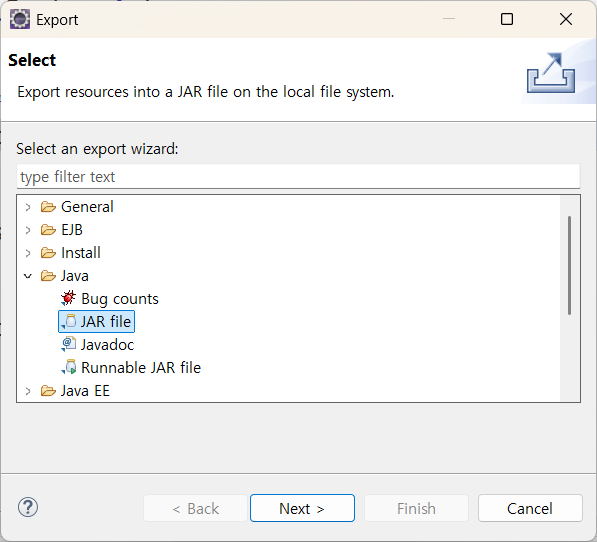 Export
Select
Export resources into a JAR file on the local file system.
Select an export wizard:
type filter text
General
EJB
Install
Java
Bug counts
JAR file
Javadoc
Runnable JAR file
Java EE
? < Back Next > Finish Cancel